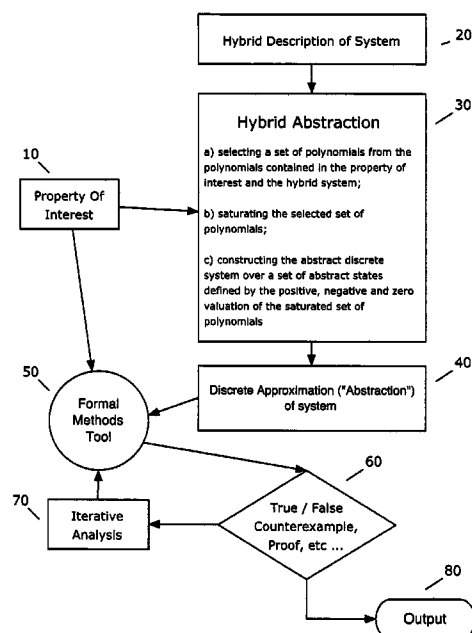 20
Hybrid Description of System
30
Hybrid Abstraction
a) selecting a set of polynomials from the
polynomials contained in the property of
interest and the hybrid system;
b) saturating the selected set of
polynomials;
c) constructing the abstract discrete
system over a set of abstract states
defined by the positive, negative and zero
valuation of the saturated set of
polynomials
10
Property Of
Interest
40
Discrete Approximation ("Abstraction")
of system
50
Formal
Methods
Tool
60
True / False
Counterexample,
Proof, etc ...
70
Iterative
Analysis
80
Output